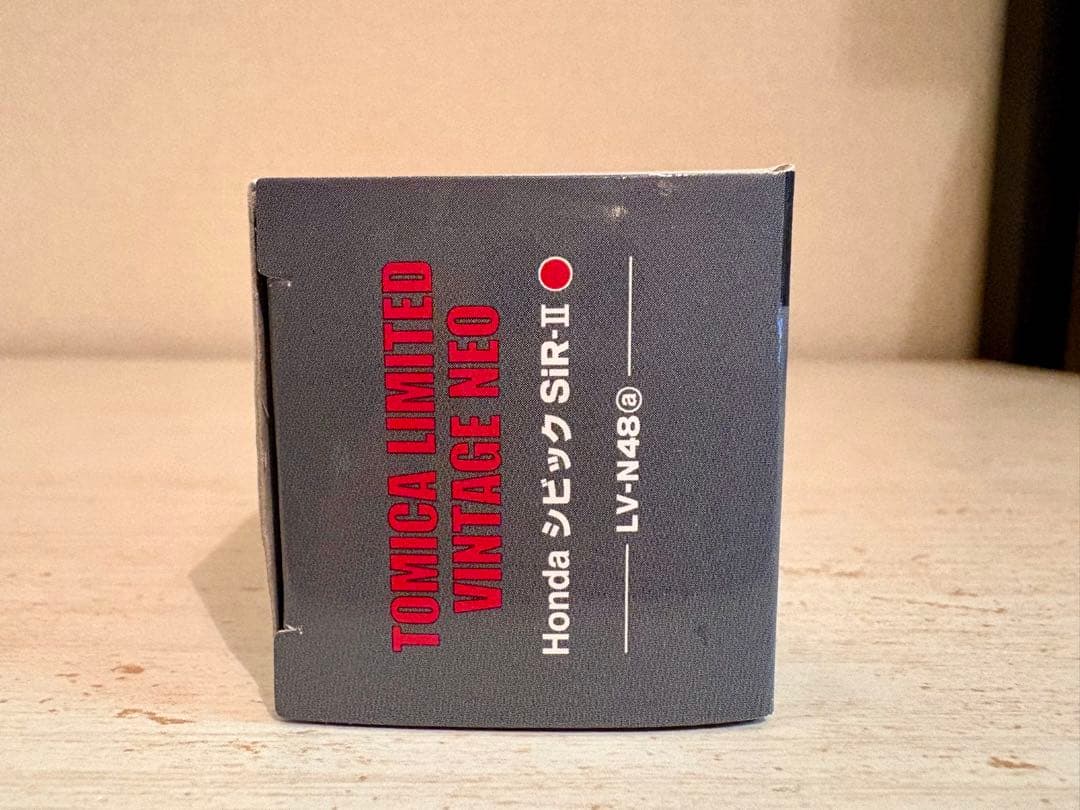 TOMICA LIMITED
VINTAGE NEO
Honda シビック SiR-II
LV-N48ⓐ